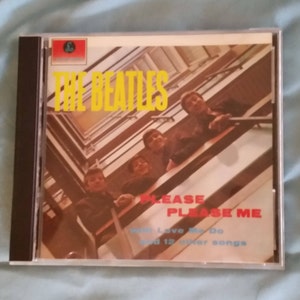 THE BEATLES
PLEASE
PLEASE ME
with Love Me Do
and 12 other songs